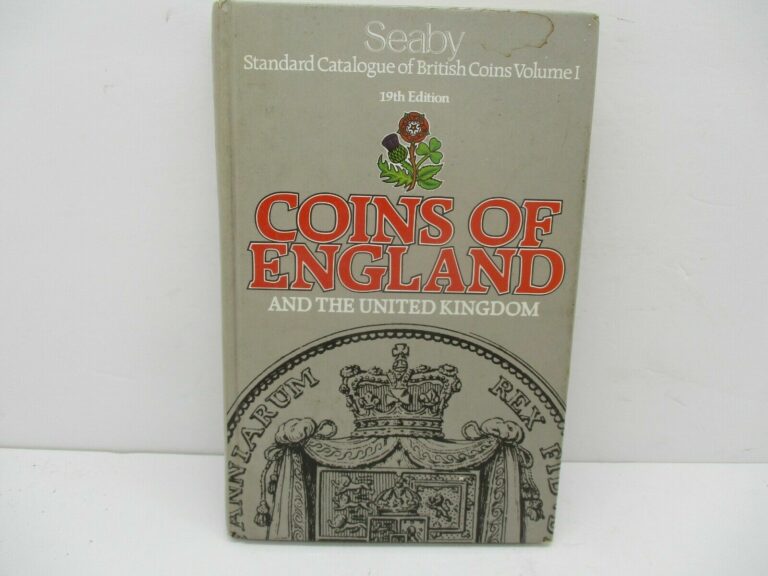 Seaby
Standard Catalogue of British Coins Volume I
19th Edition
COINS OF
ENGLAND
AND THE UNITED KINGDOM
ANNIARUM REX FID